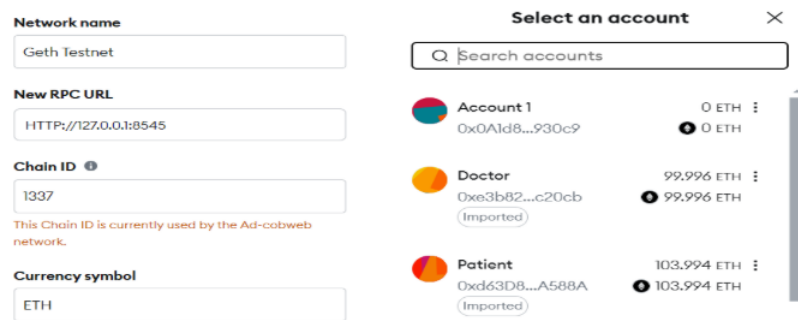 Network name
Geth Testnet
New RPC URL
HTTP://127.0.0.1:8545
Chain ID
1337
This Chain ID is currently used by the Ad-cobweb
network.
Currency symbol
ETH
Select an account
Search accounts
Account 1 0 ETH
0x0A1d8...930c9 0 ETH
Doctor 99.996 ETH
0xe3b82...c20cb 99.996 ETH
Imported
Patient 103.994 ETH
0xd63D8...A588A 103.994 ETH
Imported